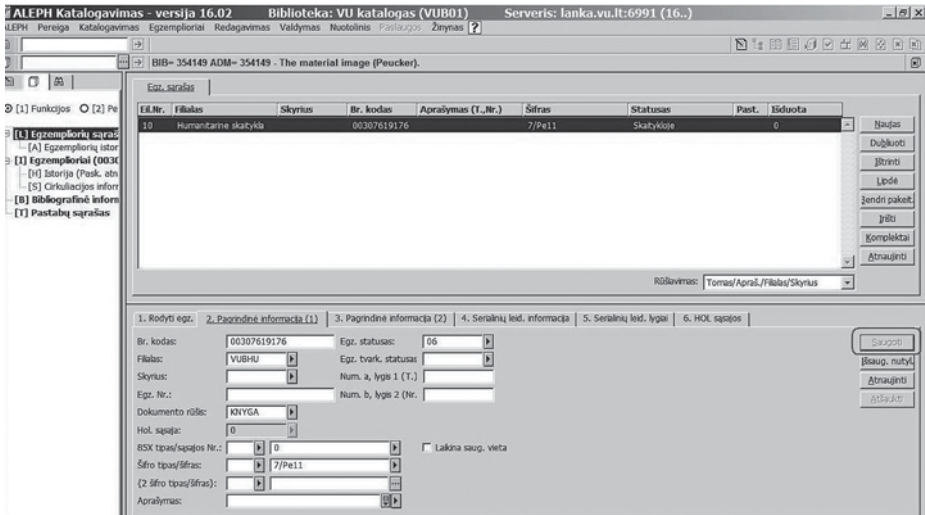 ALEPH Katalogavimas - versija 16.02 Biblioteka: VU katalogas (VUB01) Serveris: lanka.vu.lt:6991 (16..)
ALEPH Pereiga Katalogavimas Egzemplioriai Redagavimas Valdymas Nuotolinis Paslaugos Žinynas ?
BIB= 354149 ADM= 354149 - The material image (Peucker).
Egz. sąrašas
[1] Funkcijos [2] Pe
[L] Egzempliorių sąraš
[A] Egzempliorių istor
[I] Egzemplioriai (0030
[H] Istorija (Pask. atn
[S] Cirkuliacijos inform
[B] Bibliografinė inform
[T] Pastabų sąrašas
Eil.Nr. Filialas Skyrius Br. kodas Aprašymas (T.,Nr.) Šifras Statusas Past. Išduota
10 Humanitarinė skaitykla 00307619176 7/Pe11 Skaitykloje 0
Naujas
Dubliuoti
Ištrinti
Lipdė
Bendri pakeit.
Įrišti
Komplektai
Atnaujinti
Rūšiavimas: Tomas/Apraš./Filialas/Skyrius
1. Rodyti egz. 2. Pagrindinė informacija (1) 3. Pagrindinė informacija (2) 4. Serialinių leid. informacija 5. Serialinių leid. lygiai 6. HOL sąsajos
Br. kodas: 00307619176 Egz. statusas: 06
Filialas: VUBHU Egz. tvark. statusas
Skyrius: Num. a, lygis 1 (T.)
Egz. Nr.: Num. b, lygis 2 (Nr.
Dokumento rūšis: KNYGA
Hol. sąsaja: 0
85X tipas/sąsajos Nr.: 0 Laikina saug. vieta
Šifro tipas/šifras: 7/Pe11
{2 šifro tipas/šifras}:
Aprašymas:
Saugoti
Išsaug. nutyl.
Atnaujinti
Atšaukti